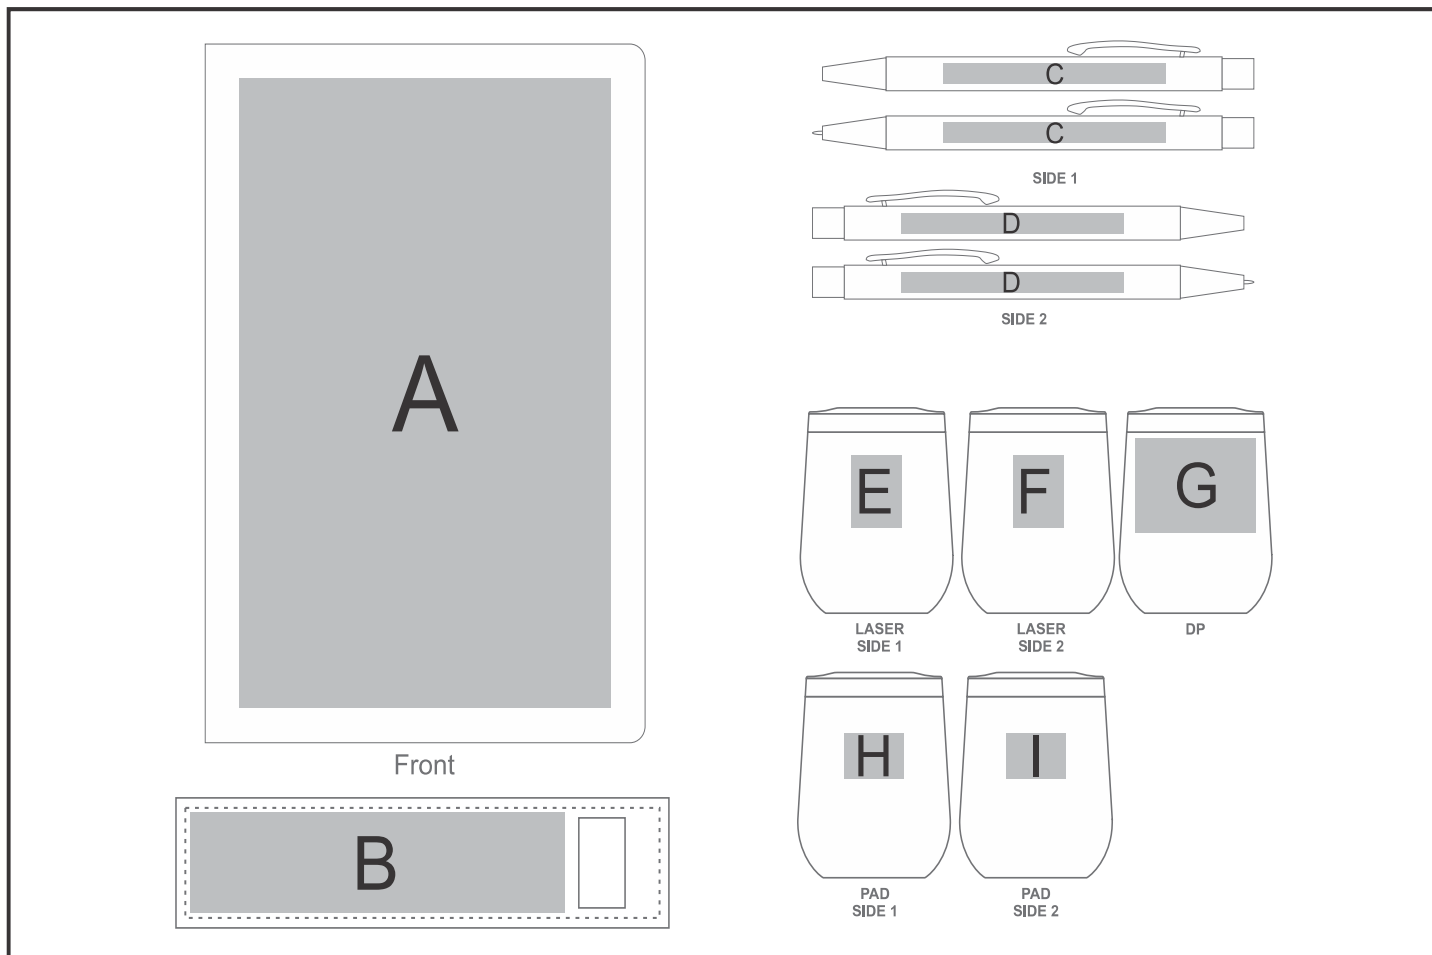 A
Front
B
C
C
SIDE 1
D
D
SIDE 2
E
F
G
LASER
SIDE 1
LASER
SIDE 2
DP
H
I
PAD
SIDE 1
PAD
SIDE 2